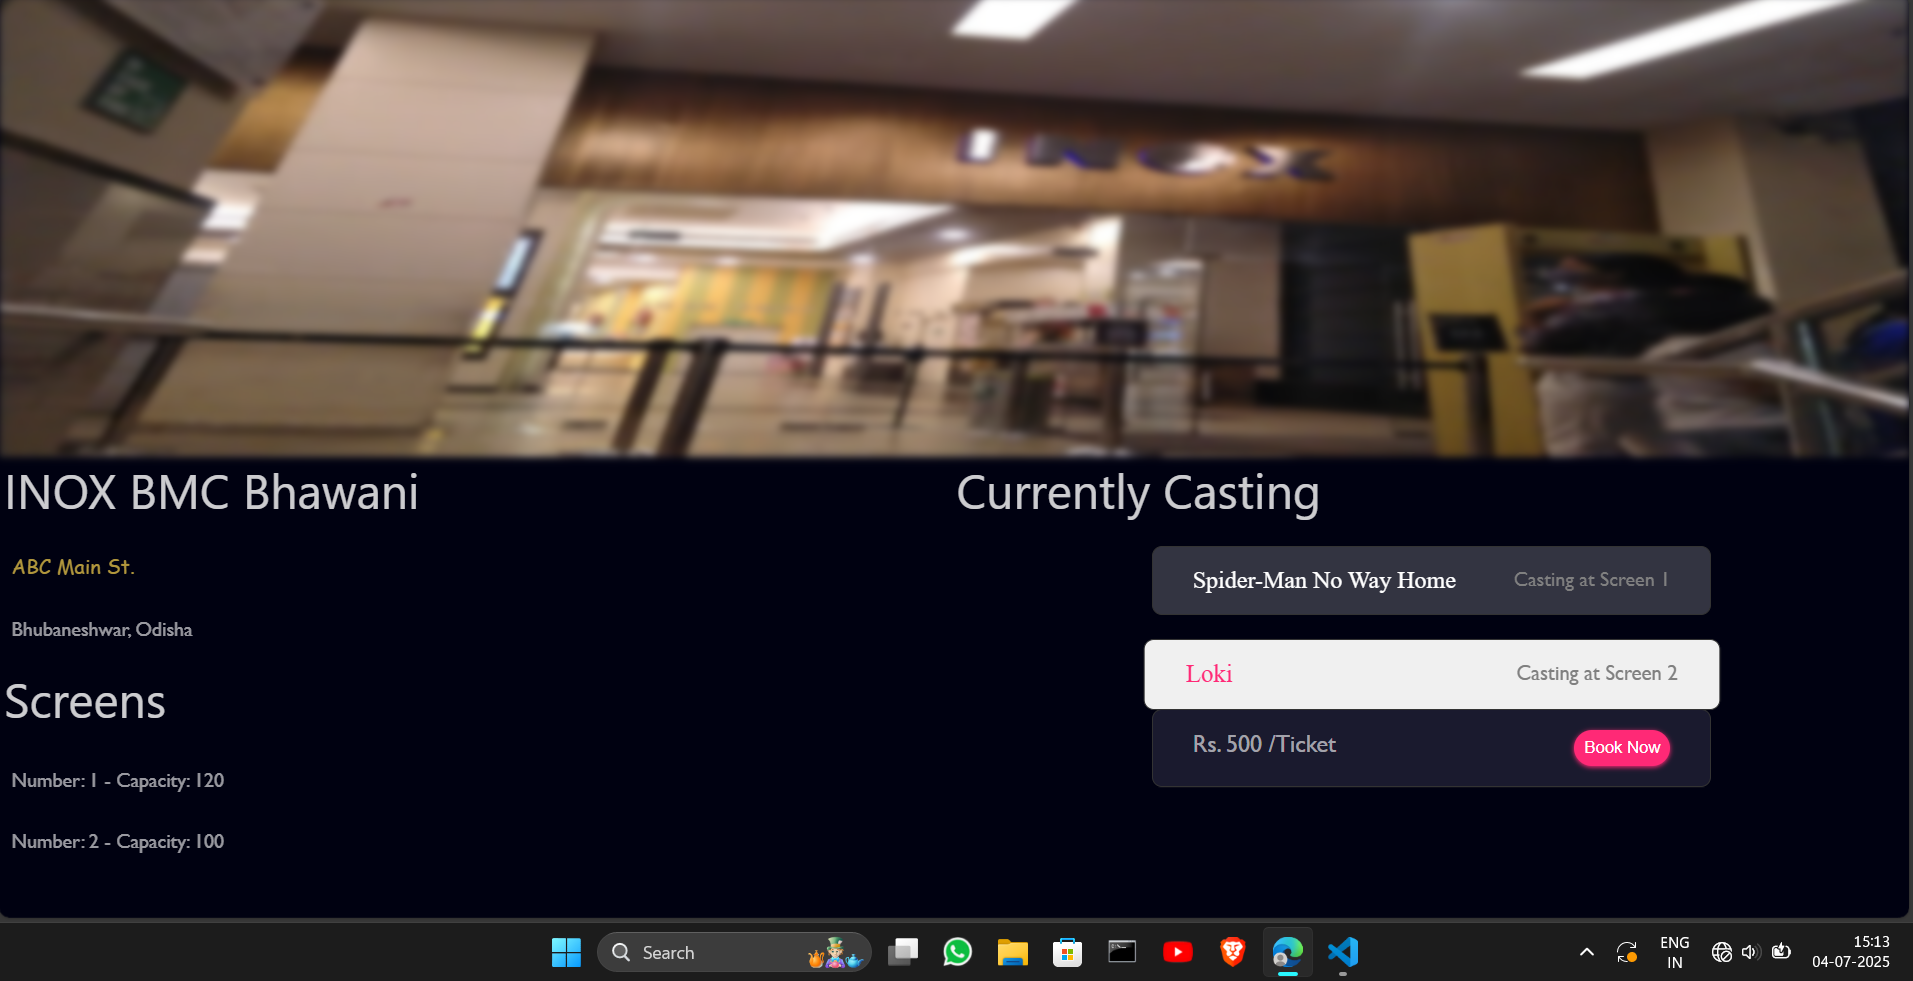 INOX
INOX BMC Bhawani
ABC Main St.
Bhubaneshwar, Odisha
Screens
Number: 1 - Capacity: 120
Number: 2 - Capacity: 100
Currently Casting
Spider-Man No Way Home Casting at Screen 1
Loki Casting at Screen 2
Rs. 500 /Ticket Book Now
Search
ENG
IN
15:13
04-07-2025